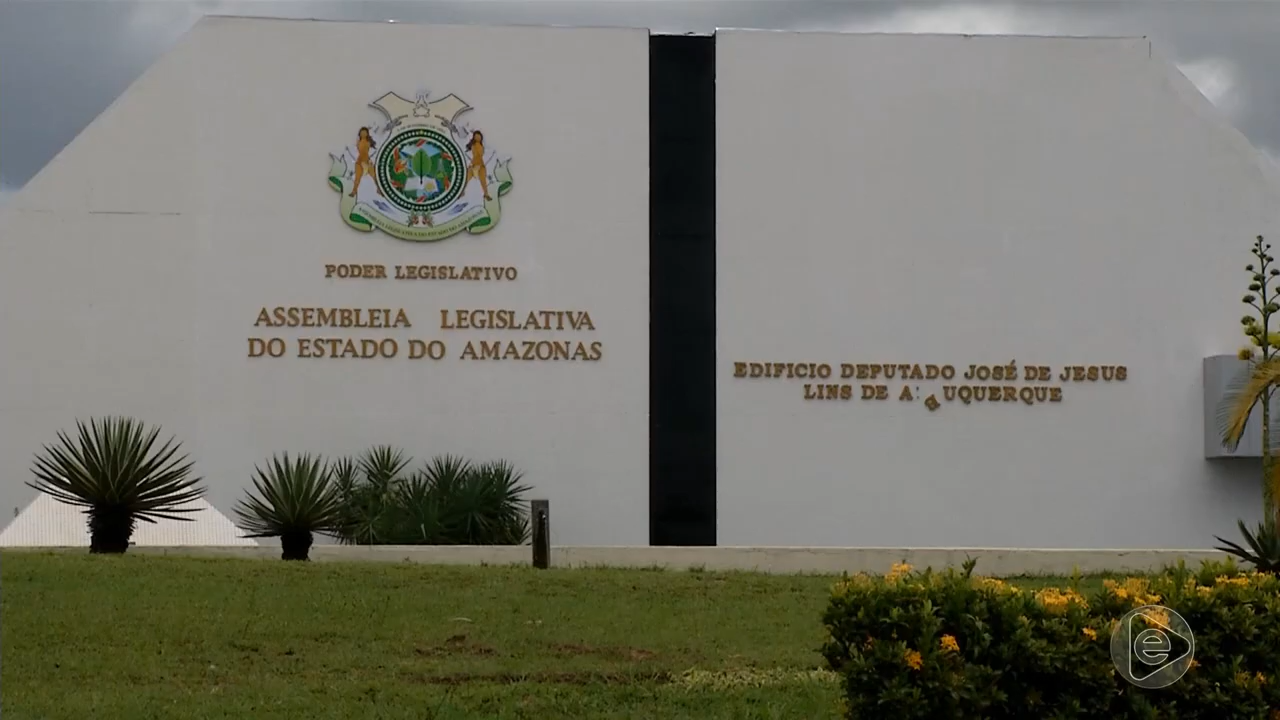 PODER LEGISLATIVO
ASSEMBLEIA LEGISLATIVA
DO ESTADO DO AMAZONAS
EDIFICIO DEPUTADO JOSÉ DE JESUS
LINS DE
e